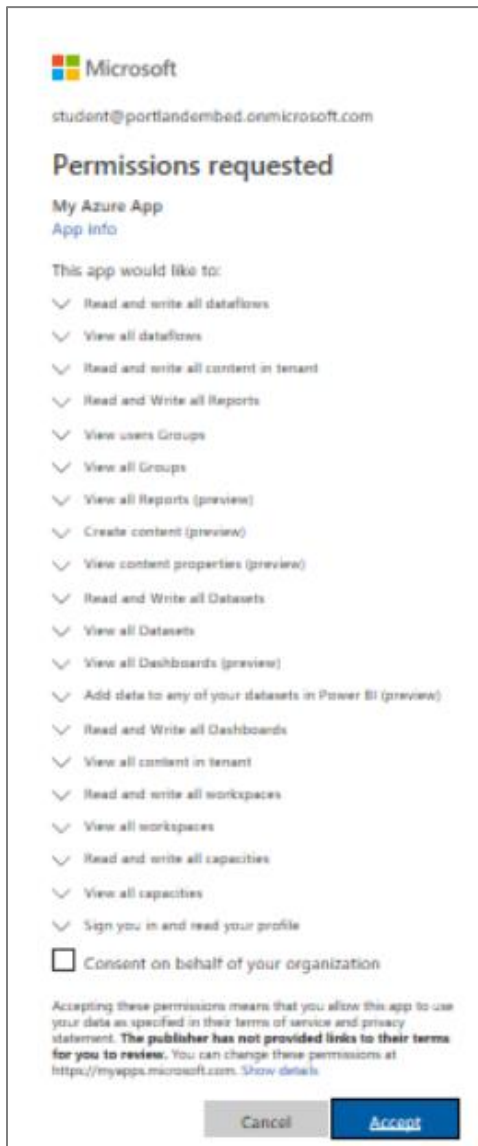 Microsoft
student@portlandembed.onmicrosoft.com
Permissions requested
My Azure App
App info
This app would like to:
Read and write all dataflows
View all dataflows
Read and write all content in tenant
Read and Write all Reports
View users Groups
View all Groups
View all Reports (preview)
Create content (preview)
View content properties (preview)
Read and Write all Datasets
View all Datasets
View all Dashboards (preview)
Add data to any of your datasets in Power BI (preview)
Read and Write all Dashboards
View all content in tenant
Read and write all workspaces
View all workspaces
Read and write all capacities
View all capacities
Sign you in and read your profile
Consent on behalf of your organization
Accepting these permissions means that you allow this app to use
your data as specified in their terms of service and privacy
statement. The publisher has not provided links to their terms
for you to review. You can change these permissions at
https://myapps.microsoft.com. Show details
Cancel Accept